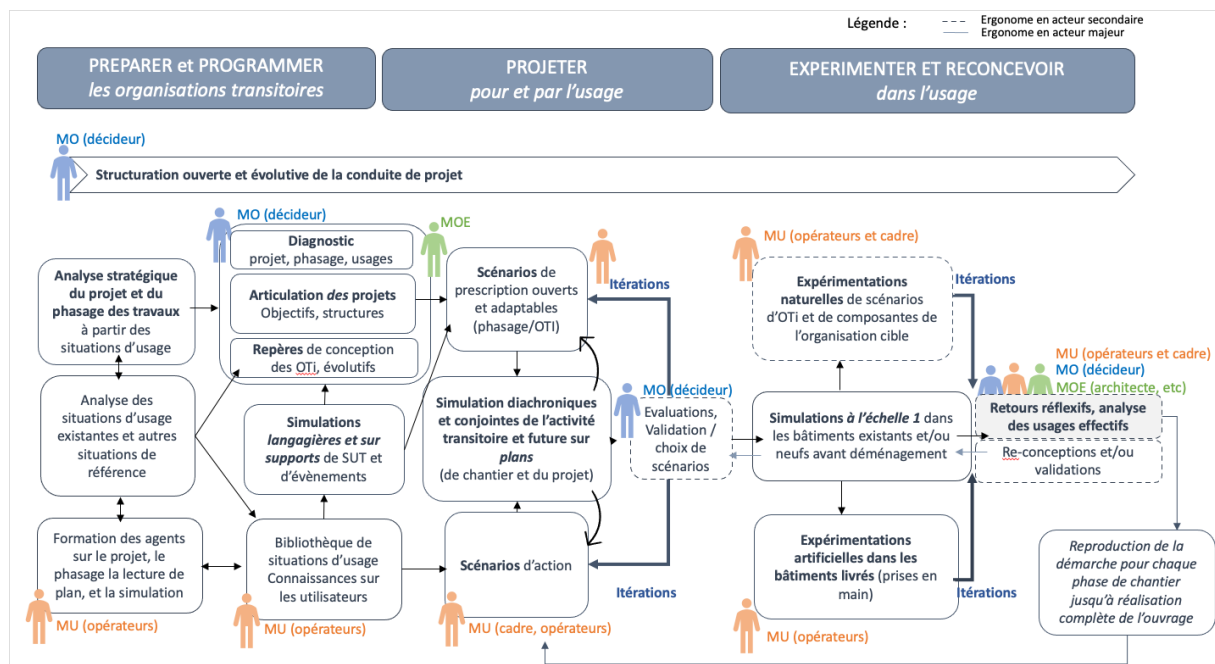 Légende :
Ergonome en acteur secondaire
Ergonome en acteur majeur
PREPARER et PROGRAMMER
les organisations transitoires
PROJETER
pour et par l'usage
EXPERIMENTER ET RECONCEVOIR
dans l'usage
MO (décideur)
Structuration ouverte et évolutive de la conduite de projet
Analyse stratégique
du projet et du
phasage des travaux
à partir des
situations d'usage
Analyse des
situations d'usage
existantes et autres
situations de
référence
Formation des agents
sur le projet, le
phasage la lecture de
plan, et la simulation
MU (opérateurs)
MO (décideur)
Diagnostic
projet, phasage, usages
Articulation des projets
Objectifs, structures
Repères de conception
des OTi, évolutifs
Simulations
langagières et sur
supports de SUT et
d'évènements
Bibliothèque de
situations d'usage
Connaissances sur
les utilisateurs
MU (opérateurs)
MOE
Scénarios de
prescription ouverts
et adaptables
(phasage/OTI)
Simulation diachroniques
et conjointes de l'activité
transitoire et future sur
plans
(de chantier et du projet)
Scénarios d'action
MU (cadre, opérateurs)
Itérations
MO (décideur)
Evaluations,
Validation /
choix de
scénarios
Itérations
MU (opérateurs et cadre)
Expérimentations
naturelles de scénarios
d'OTi et de composantes
de l'organisation cible
Itérations
Simulations à l'échelle 1 dans
les bâtiments existants et/ou
neufs avant déménagement
Expérimentations
artificielles dans les
bâtiments livrés (prises en
main)
Itérations
MU (opérateurs)
MU (opérateurs et cadre)
MO (décideur)
MOE (architecte, etc)
Retours réflexifs, analyse
des usages effectifs
Re-conceptions et/ou
validations
Reproduction de la
démarche pour chaque
phase de chantier
jusqu'à réalisation
complète de l'ouvrage